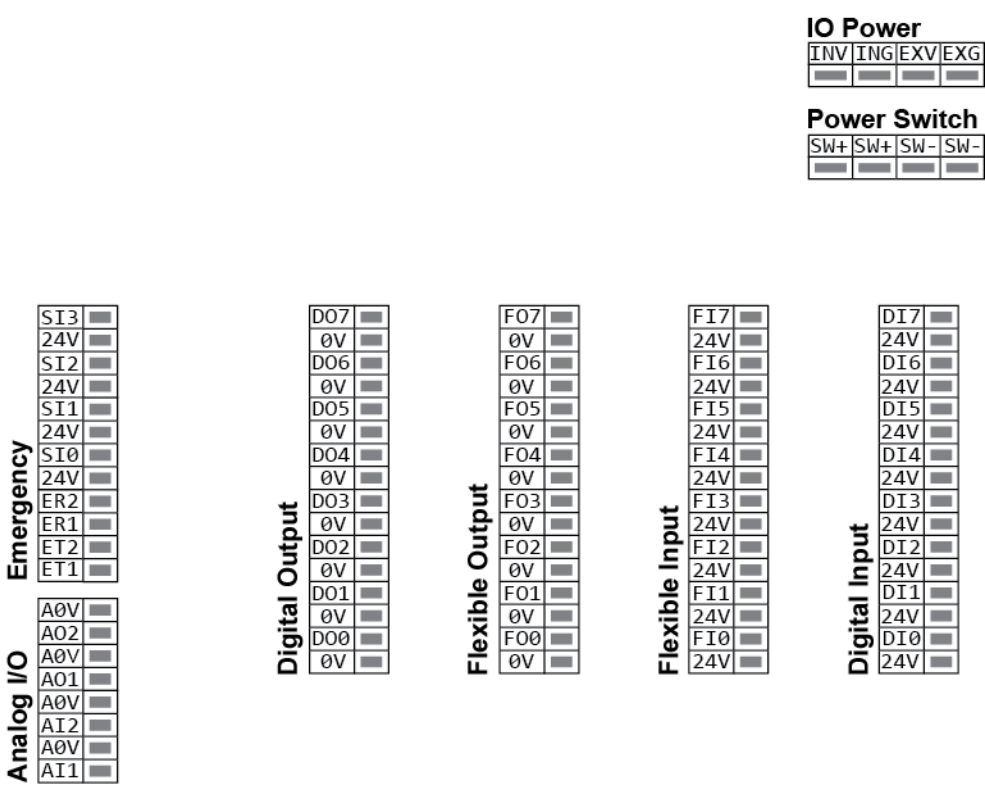 IO Power
INV ING EXV EXG
Power Switch
SW+ SW+ SW- SW-
Emergency
SI3
24V
SI2
24V
SI1
24V
SI0
24V
ER2
ER1
ET2
ET1
Analog I/O
A0V
AO2
A0V
AO1
A0V
AI2
A0V
AI1
Digital Output
DO7
0V
DO6
0V
DO5
0V
DO4
0V
DO3
0V
DO2
0V
DO1
0V
DO0
0V
Flexible Output
FO7
0V
FO6
0V
FO5
0V
FO4
0V
FO3
0V
FO2
0V
FO1
0V
FO0
0V
Flexible Input
FI7
24V
FI6
24V
FI5
24V
FI4
24V
FI3
24V
FI2
24V
FI1
24V
FI0
24V
Digital Input
DI7
24V
DI6
24V
DI5
24V
DI4
24V
DI3
24V
DI2
24V
DI1
24V
DI0
24V